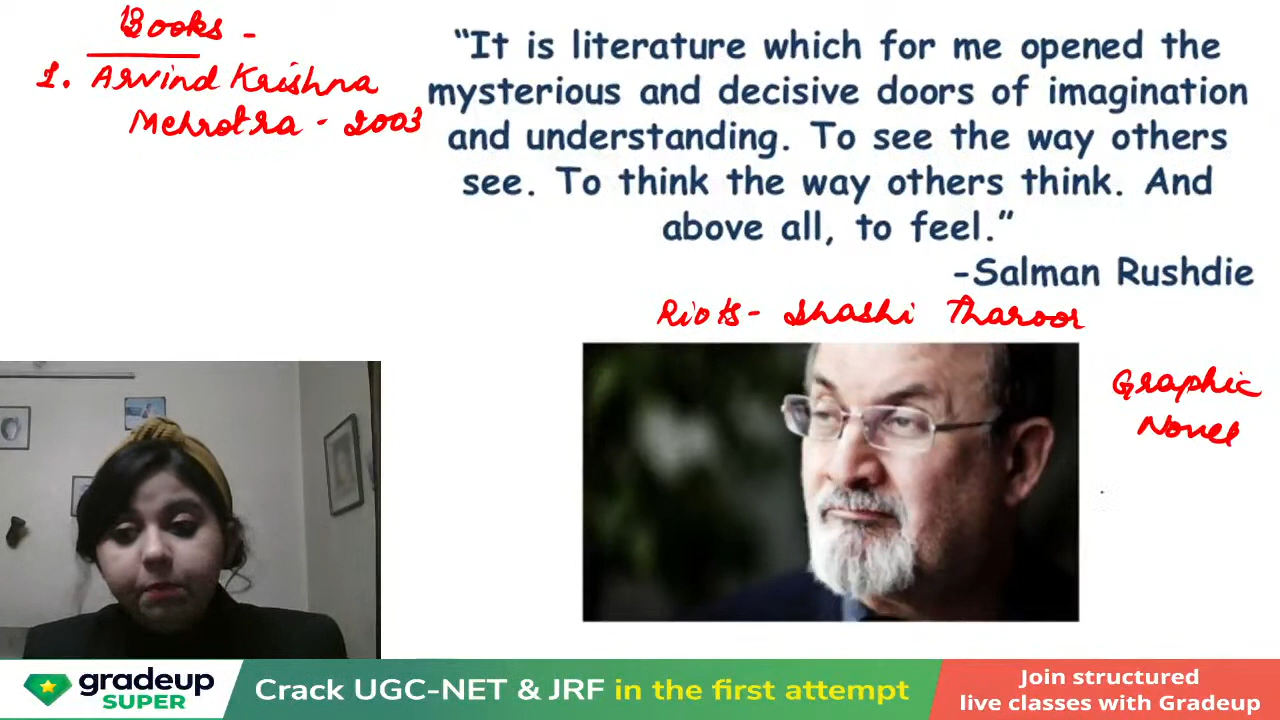 Books -
1. Arvind Krishna
Mehrotra - 2003
“It is literature which for me opened the
mysterious and decisive doors of imagination
and understanding. To see the way others
see. To think the way others think. And
above all, to feel.”
-Salman Rushdie
Riots - Shashi Tharoor
Graphic
Novel
gradeup
SUPER
Crack UGC-NET & JRF in the first attempt
Join structured
live classes with Gradeup